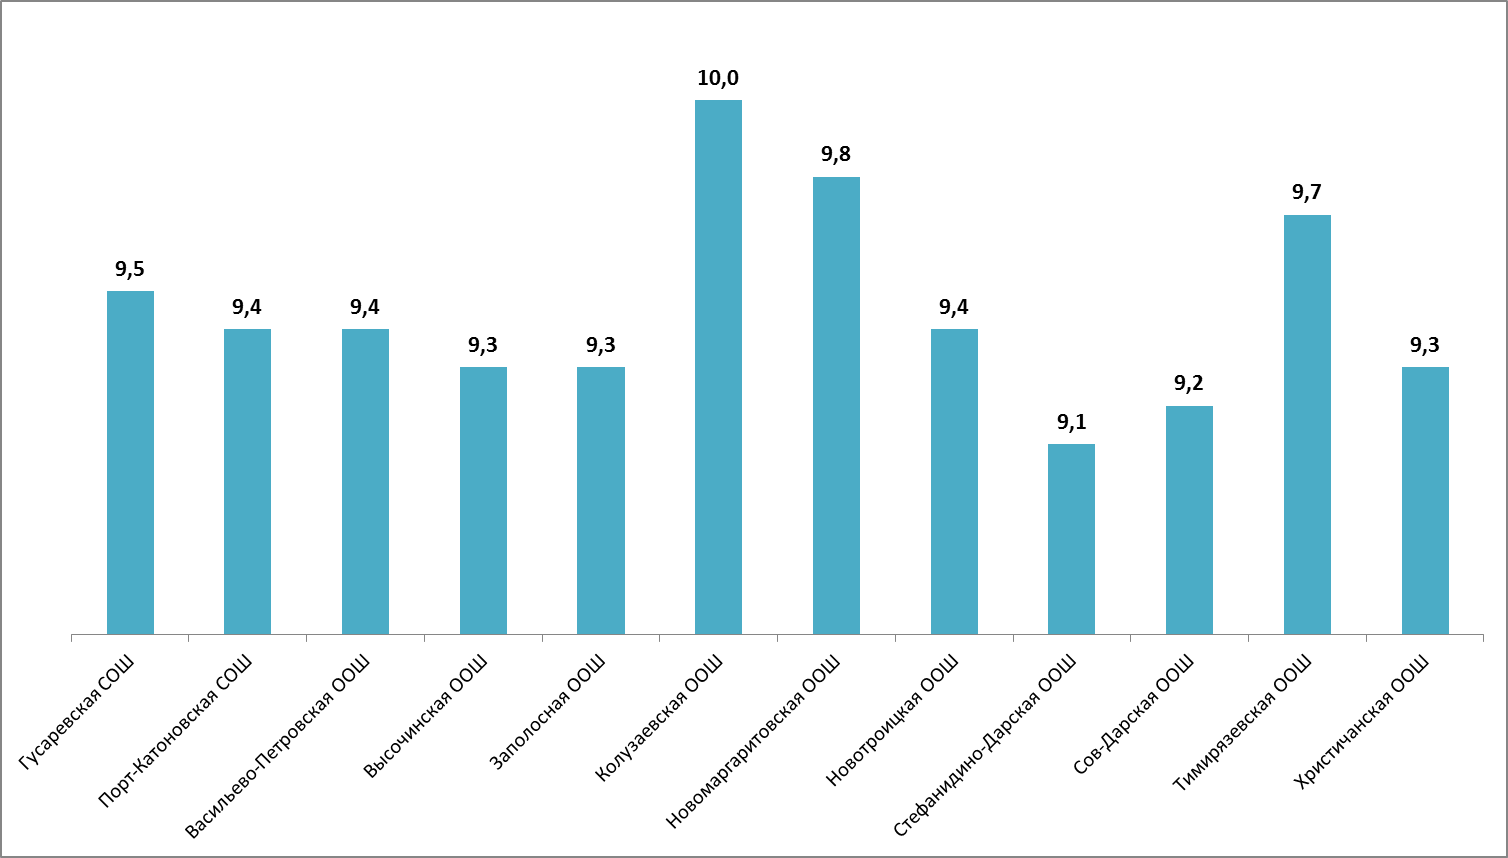 10,0
9,8
9,7
9,5
9,4
9,4
9,4
9,3
9,3
9,3
9,2
9,1
Гусаревская СОШ
Порт-Катоновская СОШ
Васильево-Петровская ООШ
Высочинская ООШ
Заполосная ООШ
Колузаевская ООШ
Новомаргаритовская ООШ
Новотроицкая ООШ
Стефанидино-Дарская ООШ
Сов-Дарская ООШ
Тимирязевская ООШ
Христичанская ООШ